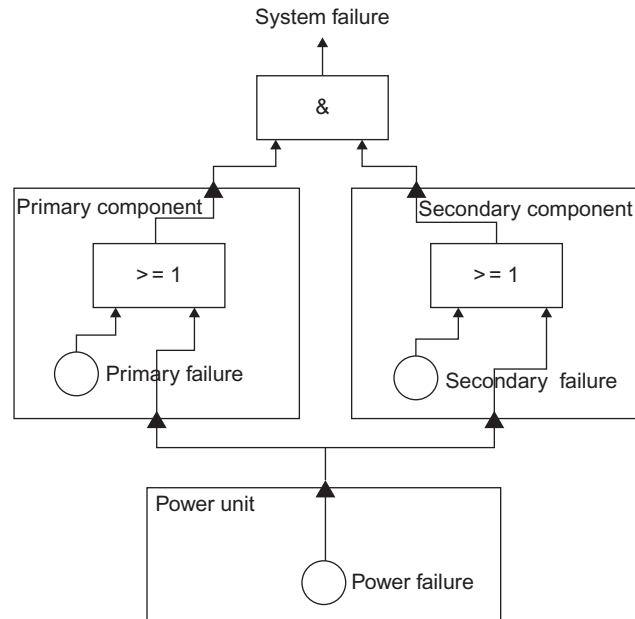 System failure
&
Primary component
Secondary component
>= 1
>= 1
Primary failure
Secondary failure
Power unit
Power failure